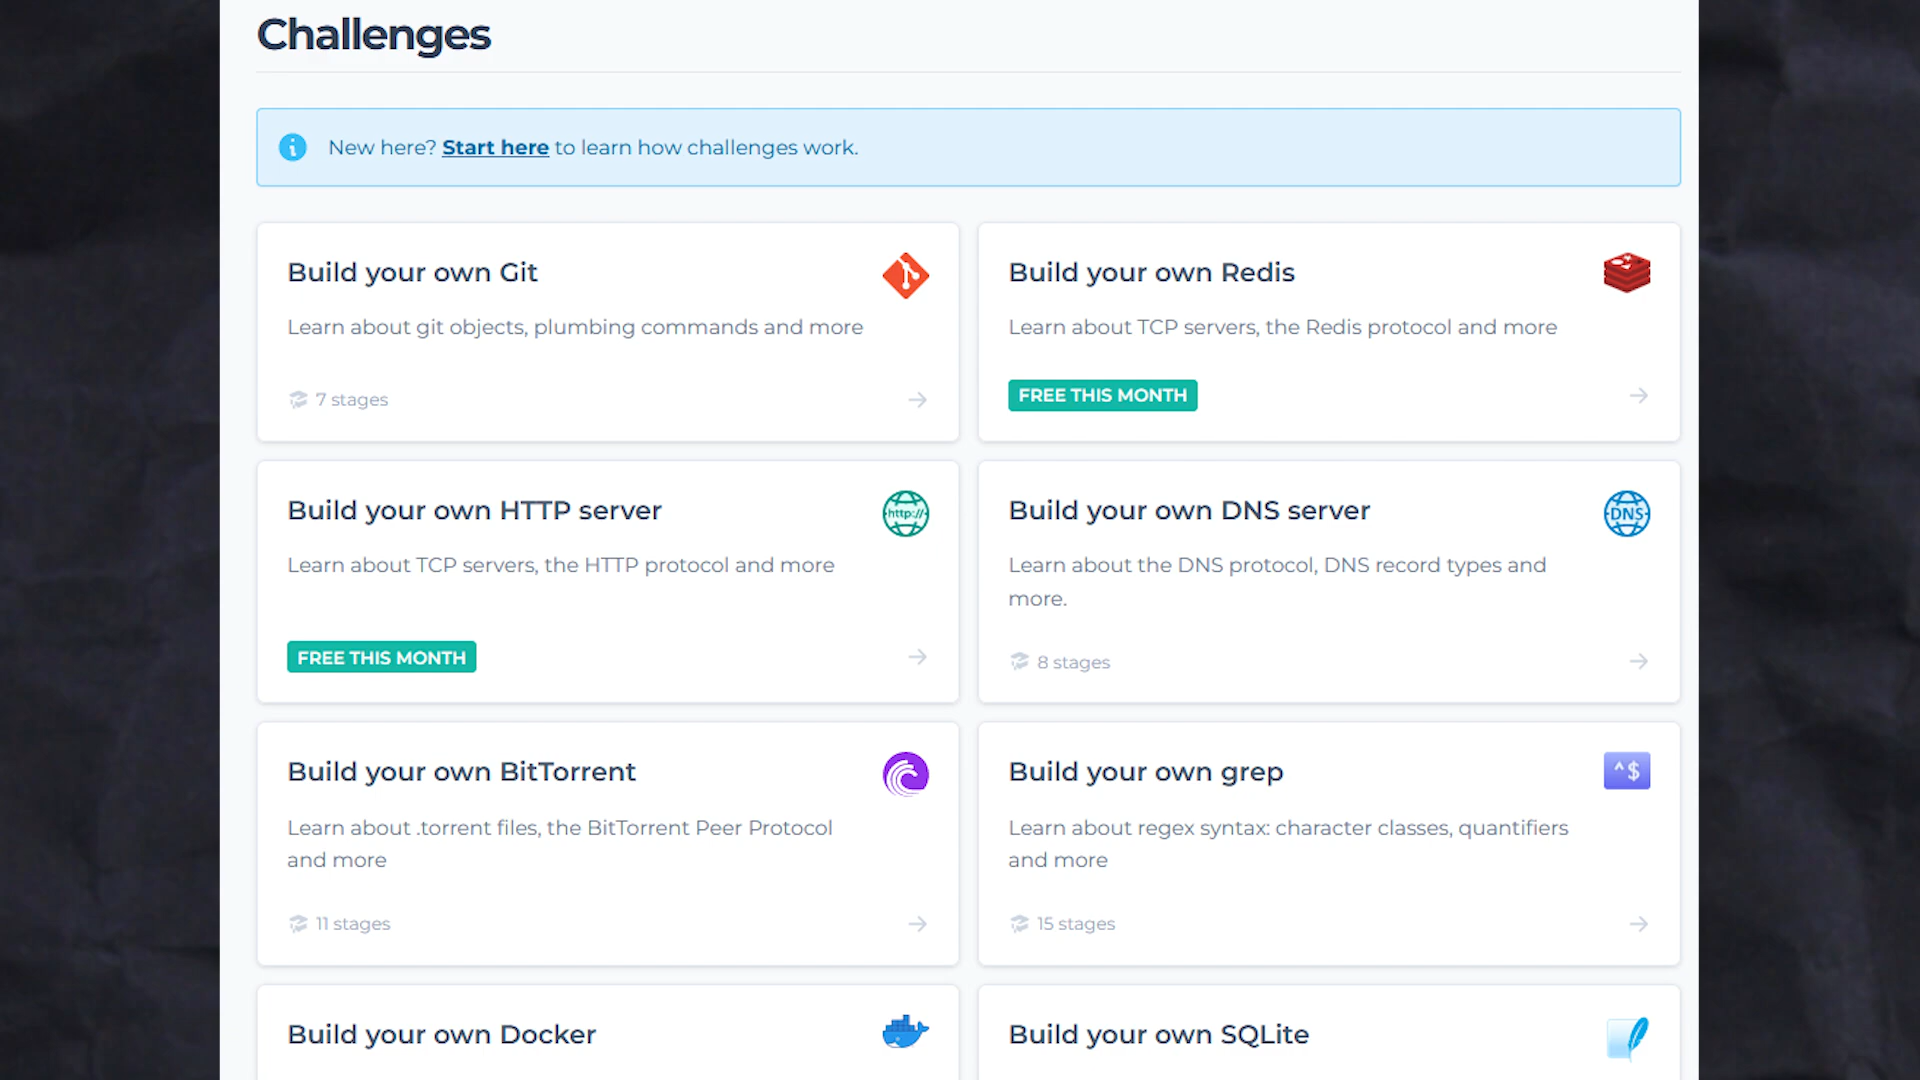 Challenges
New here? Start here to learn how challenges work.
Build your own Git
Learn about git objects, plumbing commands and more
7 stages
Build your own Redis
Learn about TCP servers, the Redis protocol and more
FREE THIS MONTH
Build your own HTTP server
http://
Learn about TCP servers, the HTTP protocol and more
FREE THIS MONTH
Build your own DNS server
DNS
Learn about the DNS protocol, DNS record types and
more.
8 stages
Build your own BitTorrent
Learn about .torrent files, the BitTorrent Peer Protocol
and more
11 stages
Build your own grep
^$
Learn about regex syntax: character classes, quantifiers
and more
15 stages
Build your own Docker
Build your own SQLite